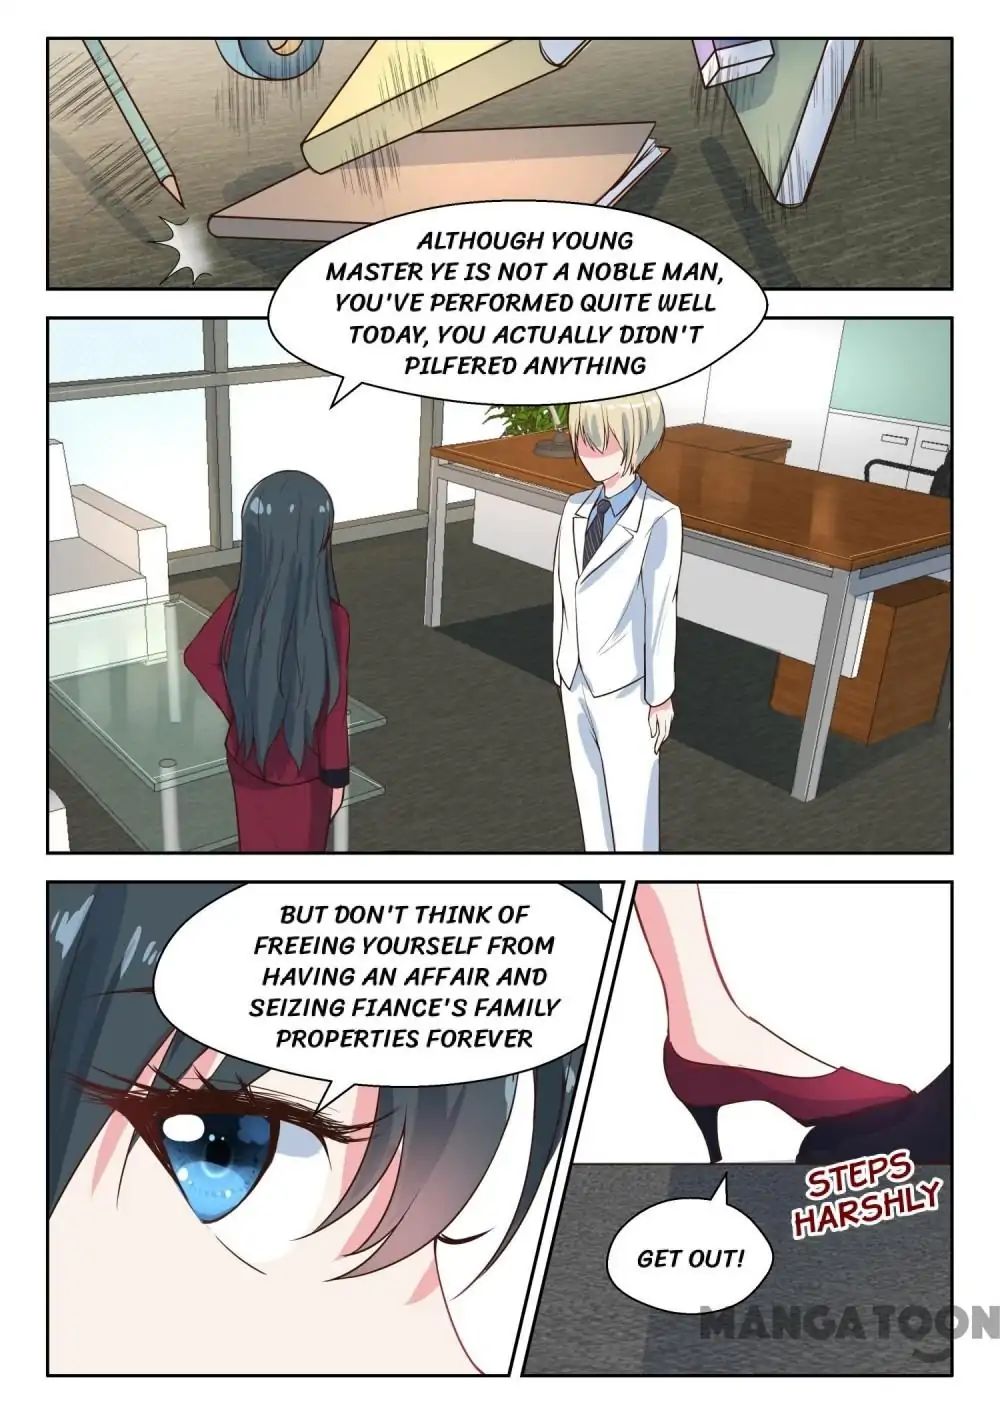 ALTHOUGH YOUNG
MASTER YE IS NOT A NOBLE MAN,
YOU'VE PERFORMED QUITE WELL
TODAY, YOU ACTUALLY DIDN'T
PILFERED ANYTHING
BUT DON'T THINK OF
FREEING YOURSELF FROM
HAVING AN AFFAIR AND
SEIZING FIANCE'S FAMILY
PROPERTIES FOREVER
STEPS
HARSHLY
GET OUT!
MANGATOON